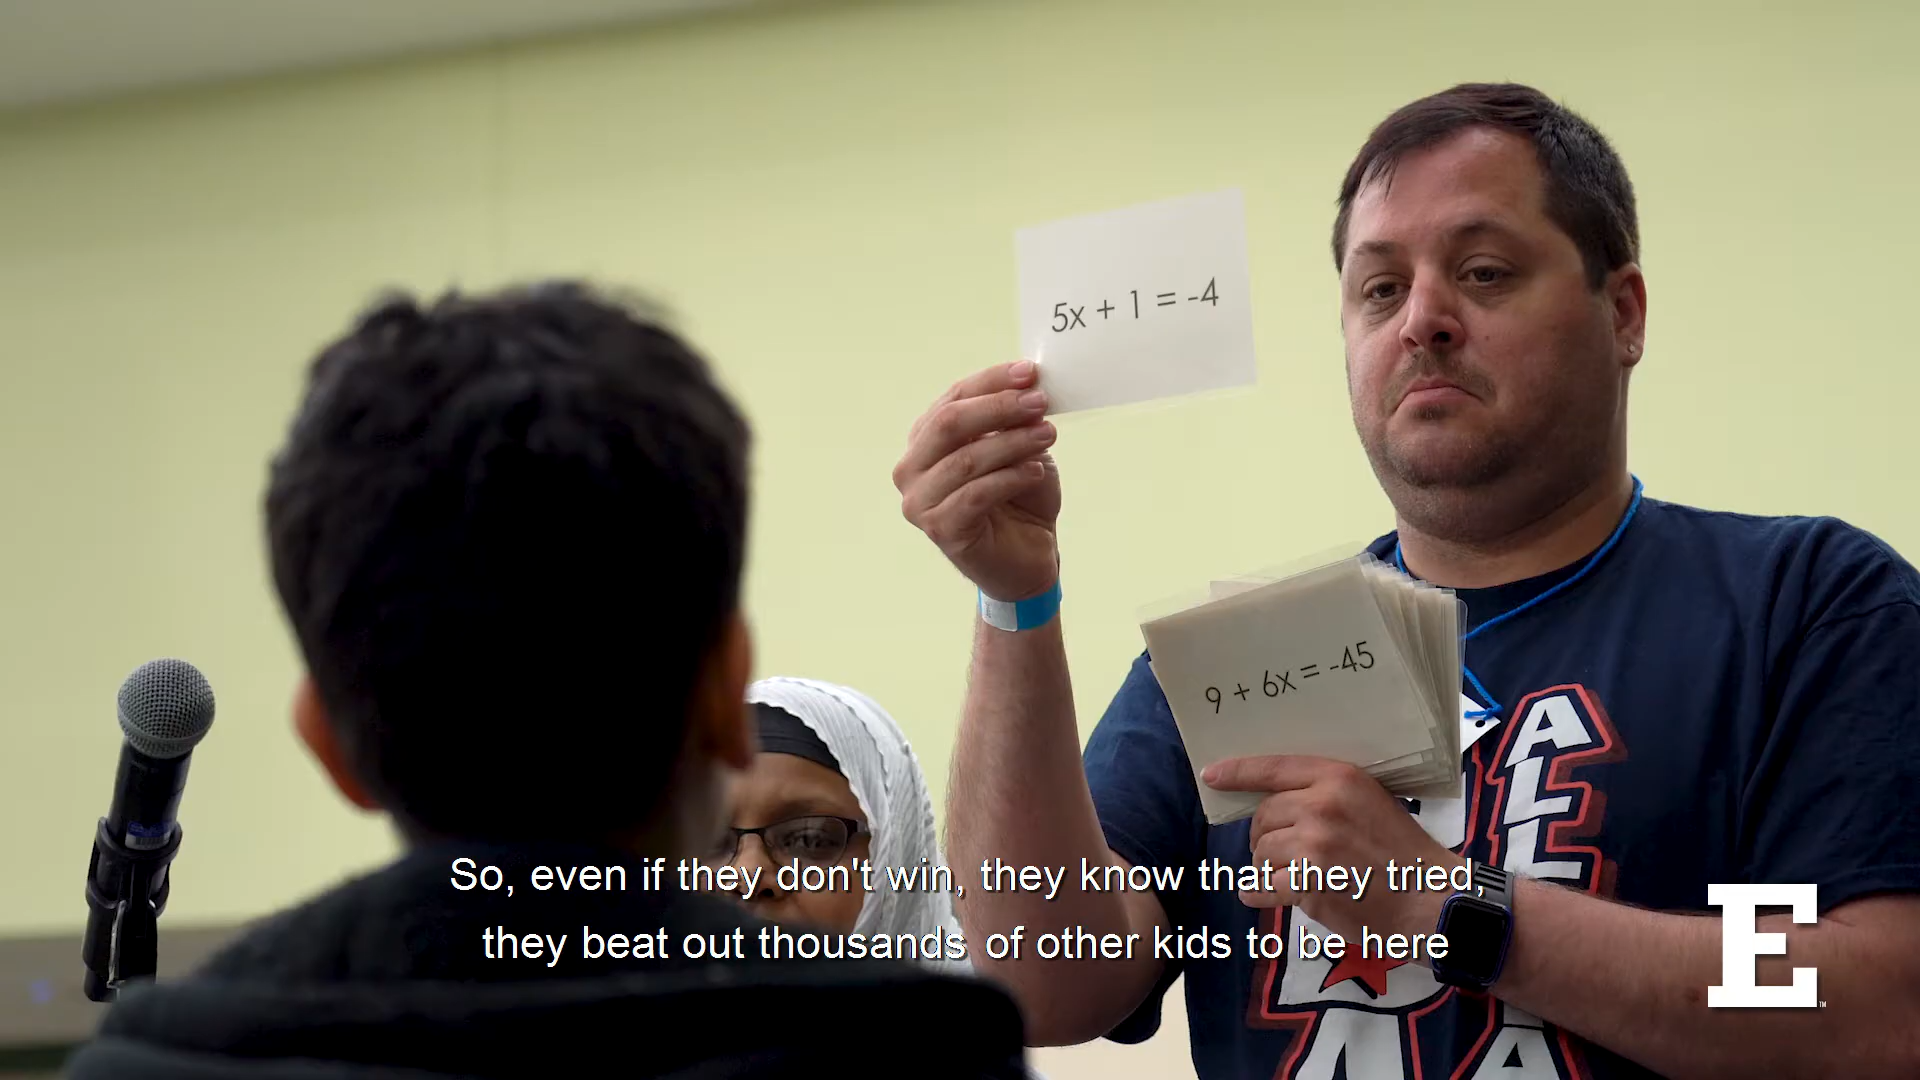 5x + 1 = -4
9 + 6x = -45
So, even if they don't win, they know that they tried,
they beat out thousands of other kids to be here
E™